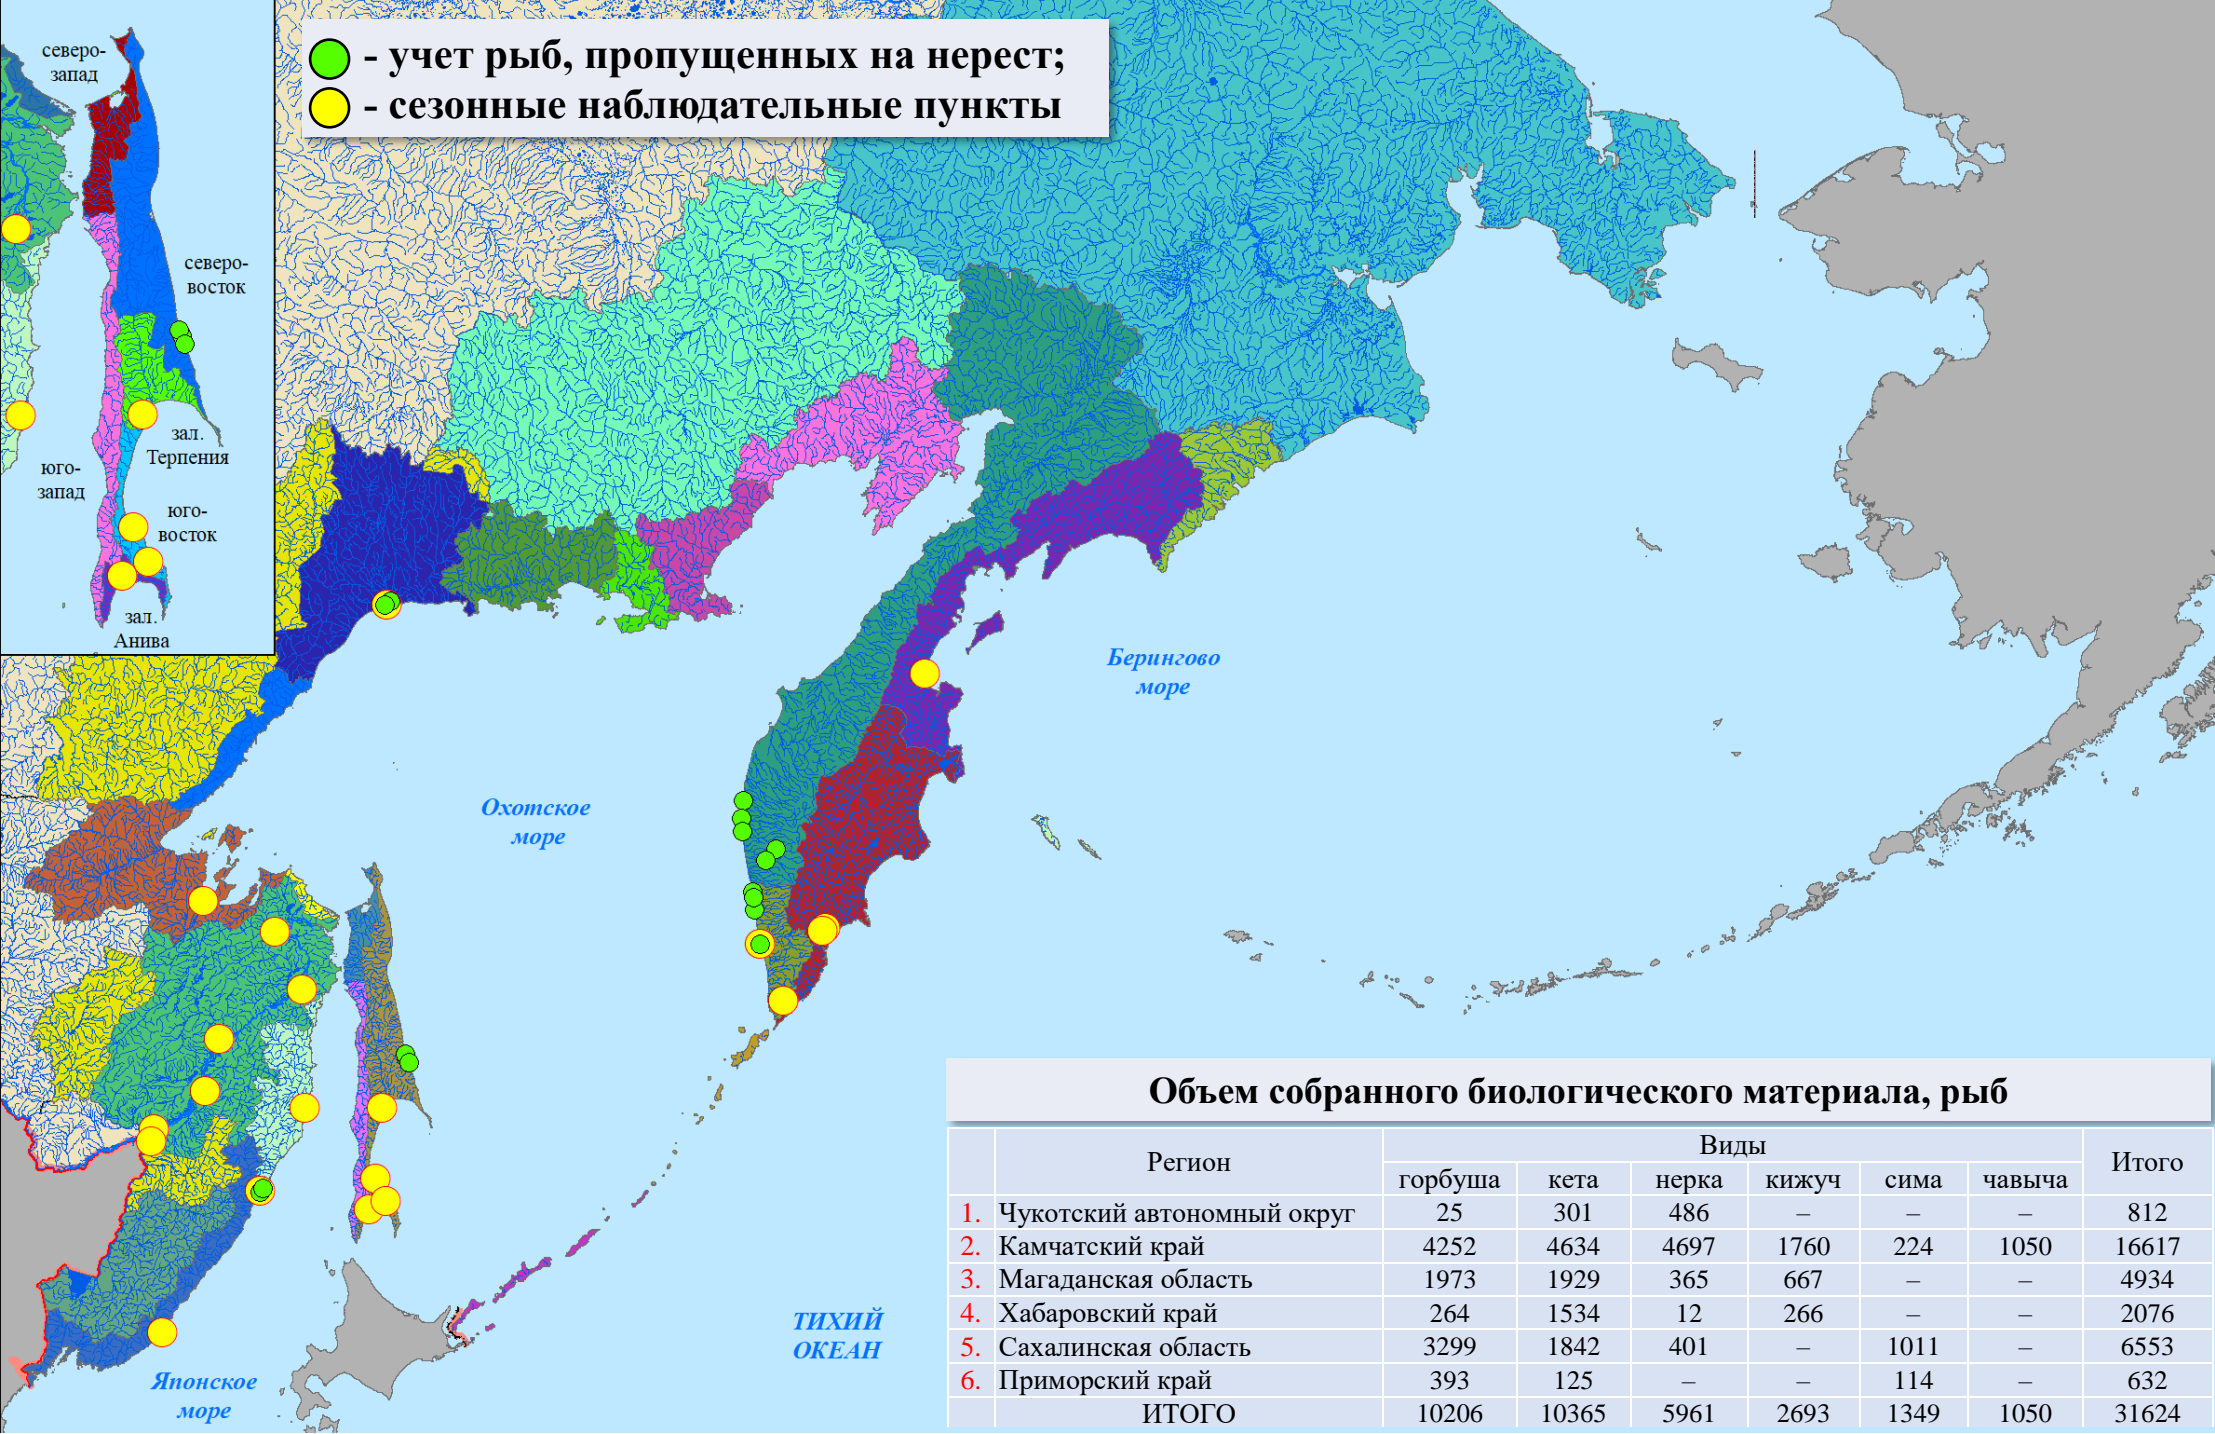 - учет рыб, пропущенных на нерест;
- сезонные наблюдательные пункты
северо-
запад
северо-
восток
зал.
Терпения
юго-
запад
юго-
восток
зал.
Анива
Берингово
море
Охотское
море
ТИХИЙ
ОКЕАН
Японское
море
Объем собранного биологического материала, рыб
Регион Виды Итого
горбуша кета нерка кижуч сима чавыча
1. Чукотский автономный округ 25 301 486 – – – 812
2. Камчатский край 4252 4634 4697 1760 224 1050 16617
3. Магаданская область 1973 1929 365 667 – – 4934
4. Хабаровский край 264 1534 12 266 – – 2076
5. Сахалинская область 3299 1842 401 – 1011 – 6553
6. Приморский край 393 125 – – 114 – 632
ИТОГО 10206 10365 5961 2693 1349 1050 31624